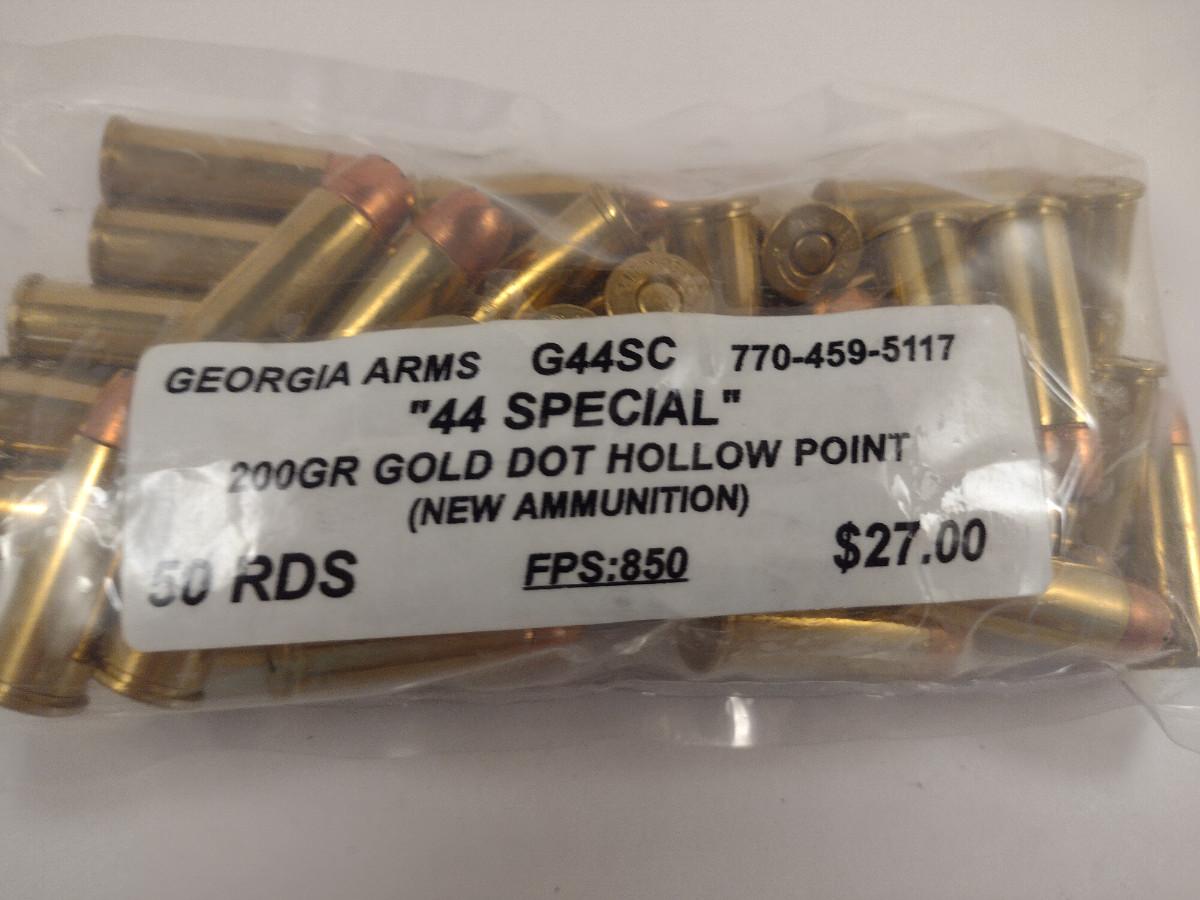 GEORGIA ARMS G44SC 770-459-5117
"44 SPECIAL"
200GR GOLD DOT HOLLOW POINT
(NEW AMMUNITION)
50 RDS FPS:850 $27.00